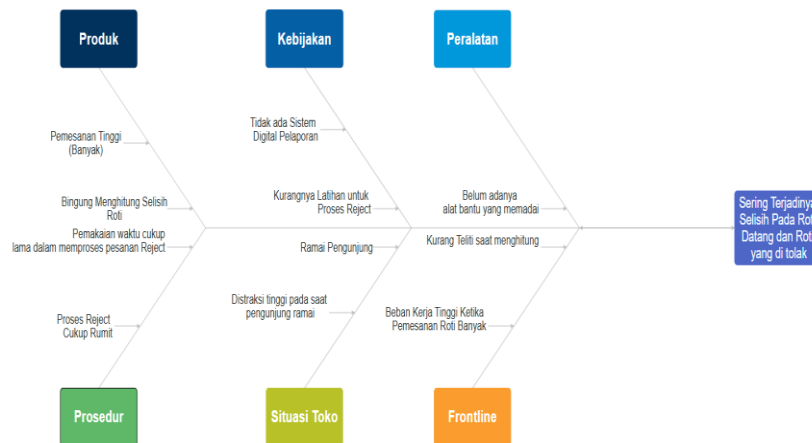 Produk
Kebijakan
Peralatan
Pemesanan Tinggi
(Banyak)
Tidak ada Sistem
Digital Pelaporan
Bingung Menghitung Selisih
Roti
Kurangnya Latihan untuk
Proses Reject
Belum adanya
alat bantu yang memadai
Sering Terjadinya
Selisih Pada Roti
Datang dan Roti
yang di tolak
Pemakaian waktu cukup
lama dalam memproses pesanan Reject
Ramai Pengunjung
Kurang Teliti saat menghitung
Proses Reject
Cukup Rumit
Distraksi tinggi pada saat
pengunjung ramai
Beban Kerja Tinggi Ketika
Pemesanan Roti Banyak
Prosedur
Situasi Toko
Frontline